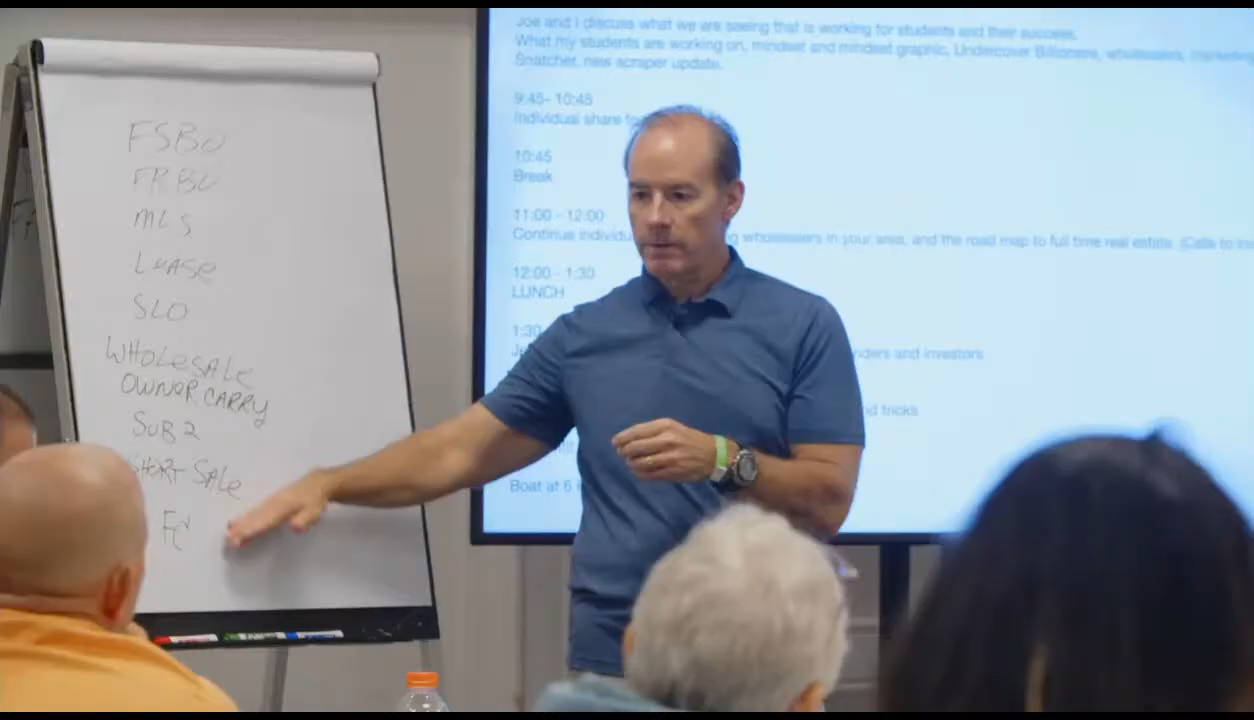 FSBO
FRBO
MLS
LEASE
SLO
WHOLESALE
OWNER CARRY
SUB 2
SHORT SALE
Joe and I discuss what we are seeing that is working for students and their success.
What my students are working on, mindset and mindset graphic, Undercover Billionaire, wholesalers, marketing
Snatcher, new scraper update.
9:45- 10:45
Individual share
10:45
Break
11:00 - 12:00
Continue wholesalers in your area, and the road map to full time real estate. (Calls to
12:00 - 1:30
LUNCH
1:30
and investors
tricks
Boat at 6